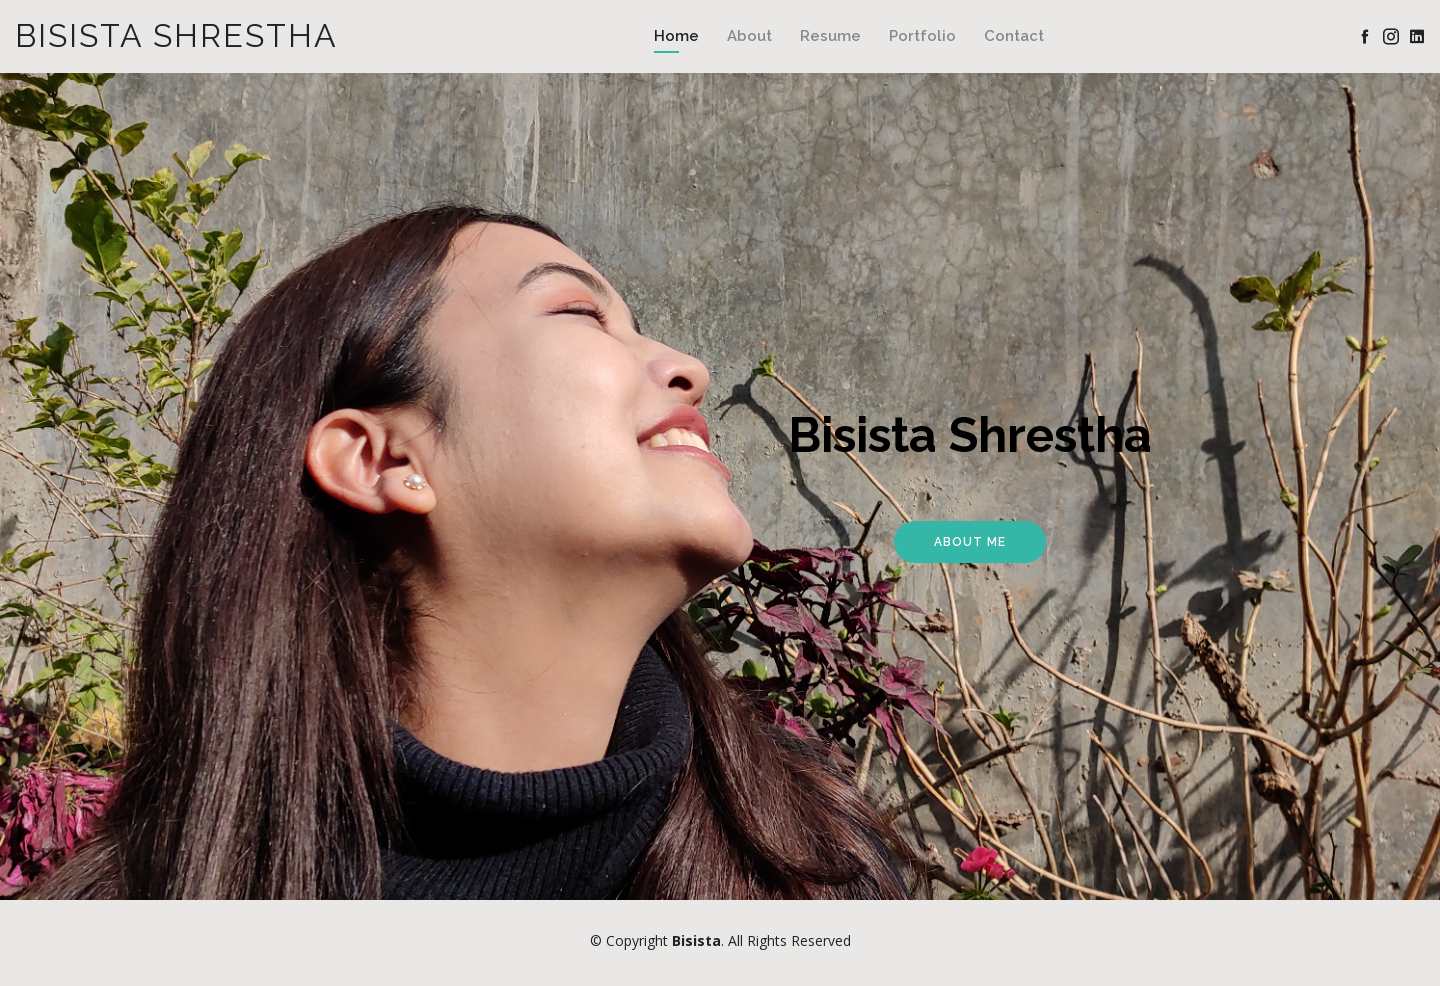 BISISTA SHRESTHA
Home About Resume Portfolio Contact
Bisista Shrestha
ABOUT ME
© Copyright Bisista. All Rights Reserved